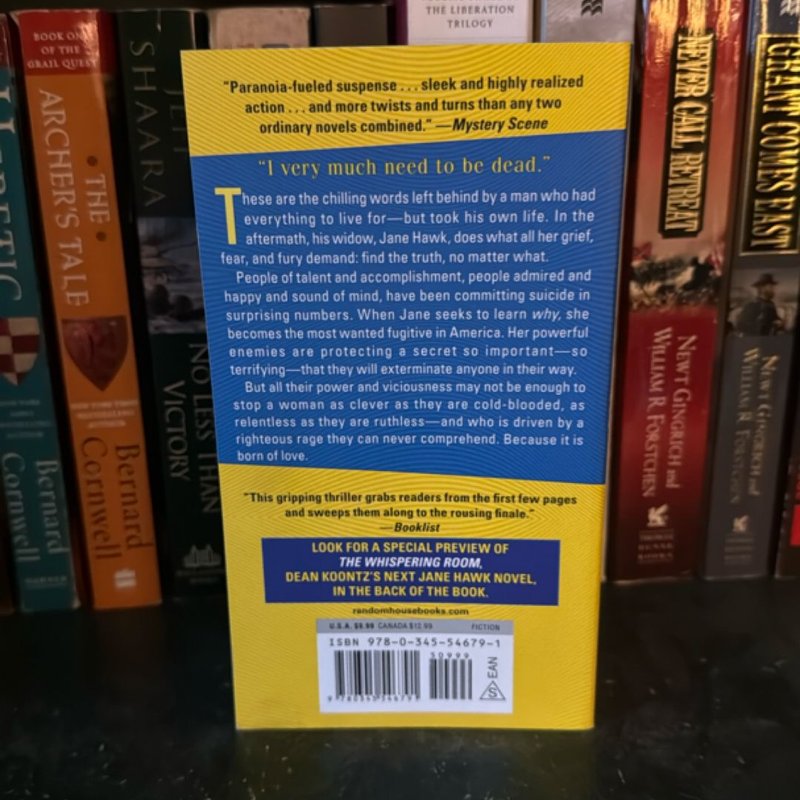 THE LIBERATION
TRILOGY
BOOK ONE
OF THE
GRAIL QUEST
THE
ARCHER'S TALE
Bernard
Cornwell
HERETIC
Bernard
Cornwell
SHAARA
NO LESS THAN
VICTORY
"Paranoia-fueled suspense . . . sleek and highly realized
action . . . and more twists and turns than any two
ordinary novels combined." —Mystery Scene
"I very much need to be dead."
These are the chilling words left behind by a man who had
everything to live for—but took his own life. In the
aftermath, his widow, Jane Hawk, does what all her grief,
fear, and fury demand: find the truth, no matter what.
People of talent and accomplishment, people admired and
happy and sound of mind, have been committing suicide in
surprising numbers. When Jane seeks to learn why, she
becomes the most wanted fugitive in America. Her powerful
enemies are protecting a secret so important—so
terrifying—that they will exterminate anyone in their way.
But all their power and viciousness may not be enough to
stop a woman as clever as they are cold-blooded, as
relentless as they are ruthless—and who is driven by a
righteous rage they can never comprehend. Because it is
born of love.
"This gripping thriller grabs readers from the first few pages
and sweeps them along to the rousing finale."
—Booklist
LOOK FOR A SPECIAL PREVIEW OF
THE WHISPERING ROOM,
DEAN KOONTZ'S NEXT JANE HAWK NOVEL,
IN THE BACK OF THE BOOK.
randomhousebooks.com
U.S.A. $9.99 CANADA $12.99 FICTION
ISBN 978-0-345-54679-1
50999
EAN
S
NEVER CALL RETREAT
NEWT GINGRICH and
WILLIAM R. FORSTCHEN
GRANT COMES EAST
NEWT GINGRICH and
WILLIAM R. FORSTCHEN